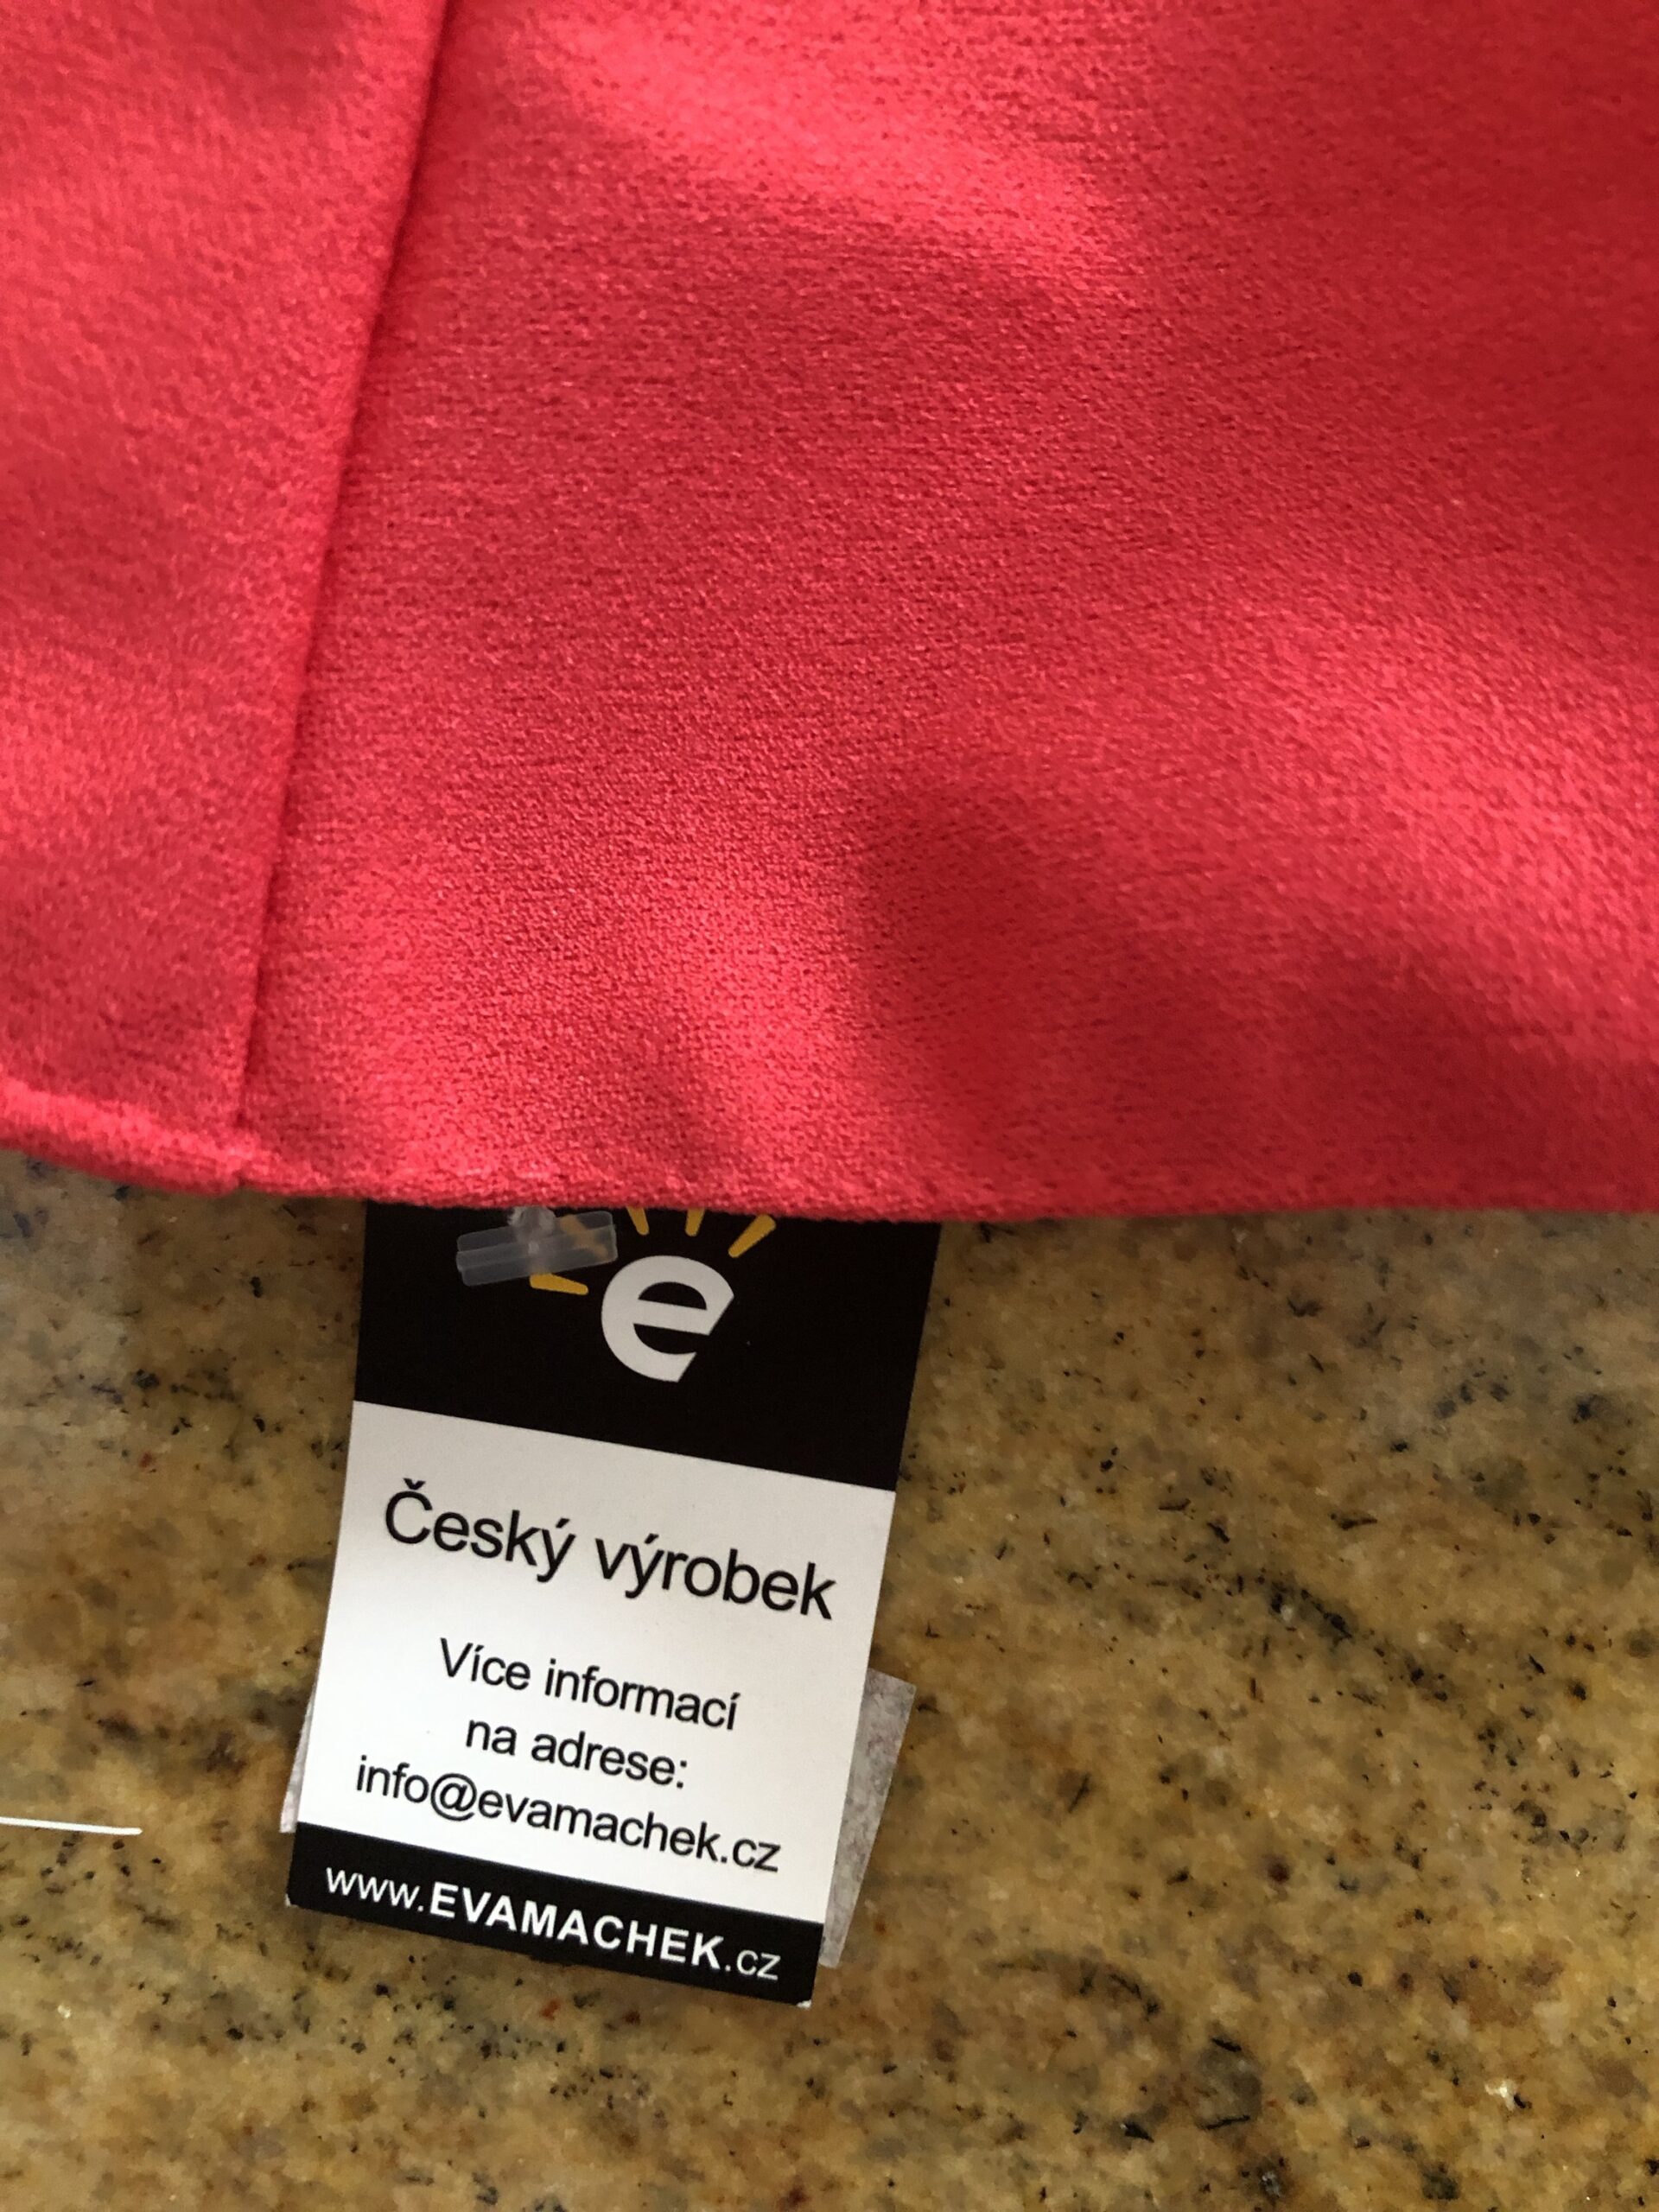 e
Český výrobek
Více informací
na adrese:
info@evamachek.cz
www.EVAMACHEK.cz